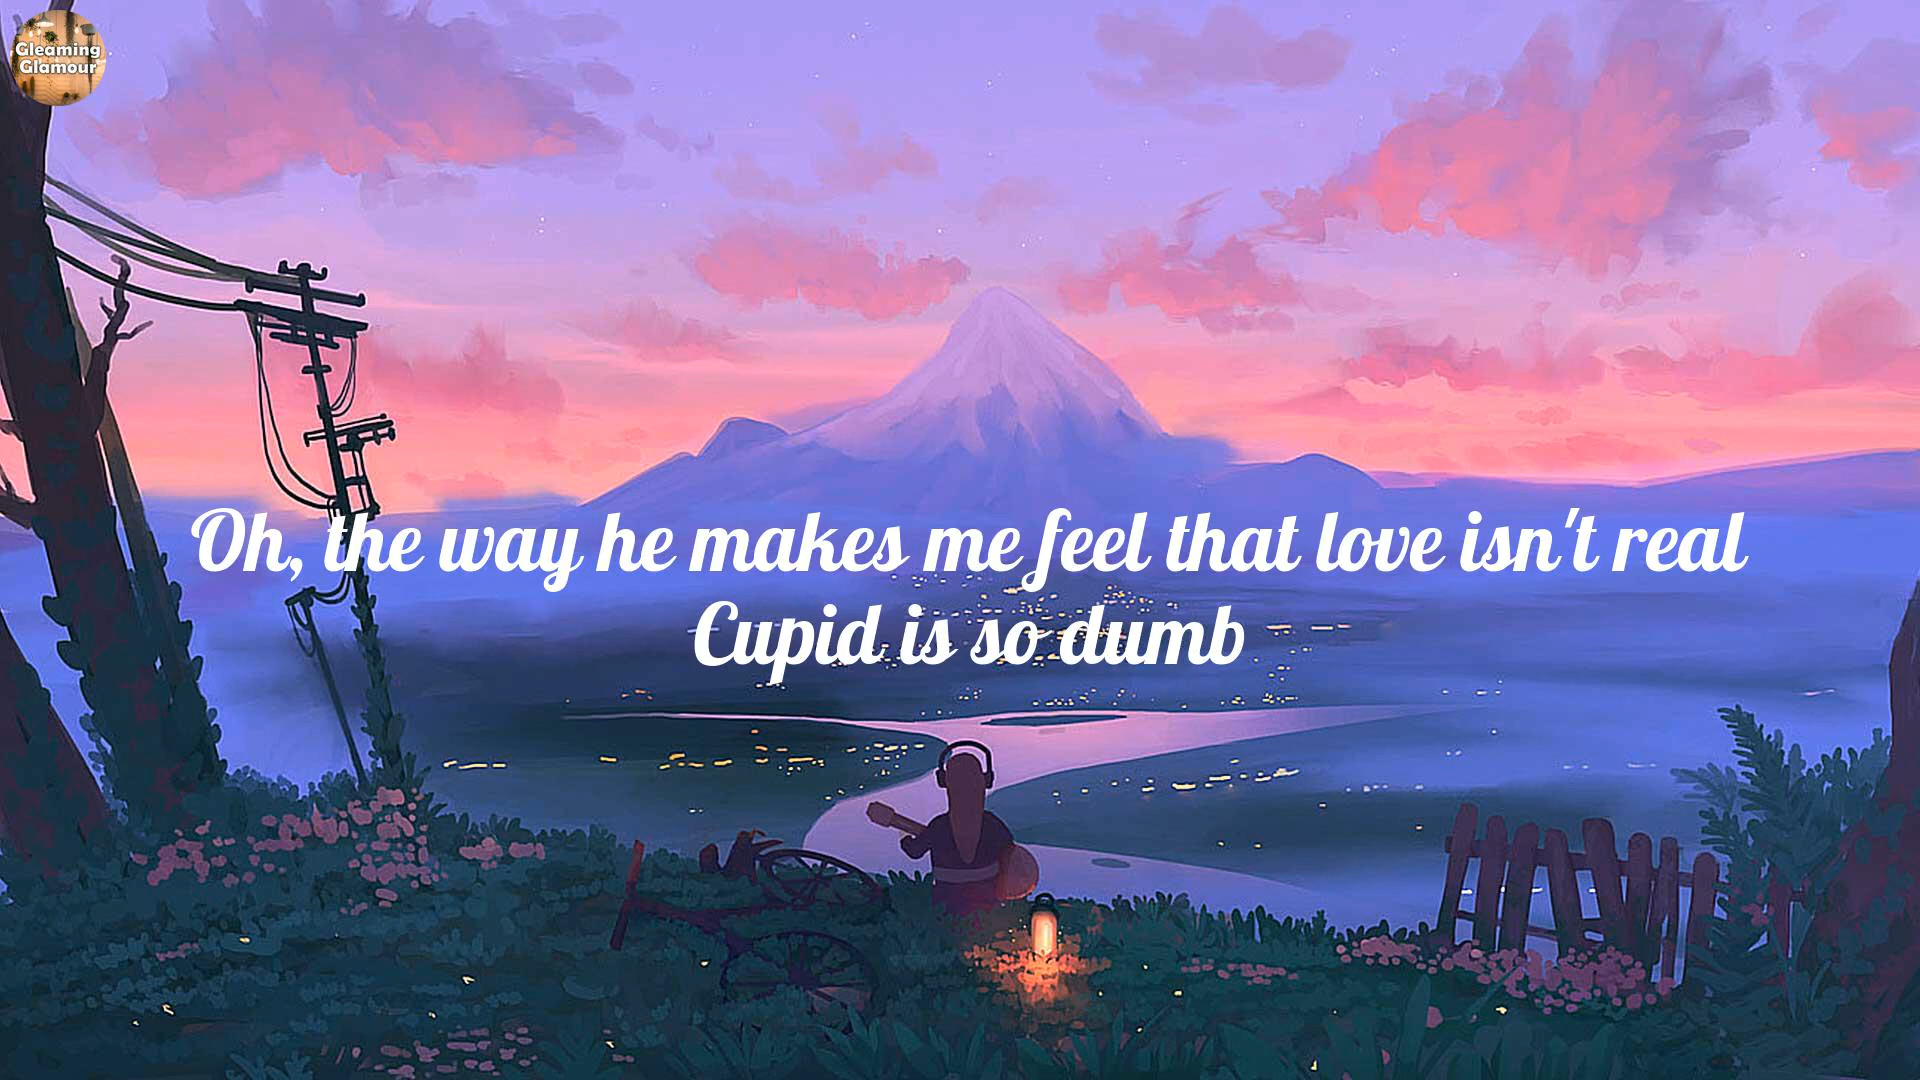 Gleaming
Glamour
Oh, the way he makes me feel that love isn't real
Cupid is so dumb